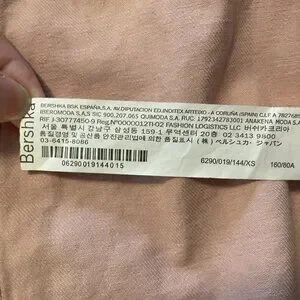 Bershka
BERSHKA BSK ESPAÑA,S.A. AV.DIPUTACION ED.INDITEX ARTEIXO - A CORUÑA (SPAIN) C.I.F. A
IBEROMODA S,A,S SIC 900,207.065 QUIMODA S.A. RUC 1792342783001 ANAKENA MODA S.A
RIF J-30777450-9 Reg.Nº0000012TI-02 FASHION LOGISTICS LLC 버쉬카코리아
서울 특별시 강남구 삼성동 159-1 무역센터 20층 02 3413 9800
품질경영 및 공산품 안전관리법에 의한 품질표시 (株) ベルシュカ・ジャパン
03-6415-8086
06290019144015
6290/019/144/XS
160/80A